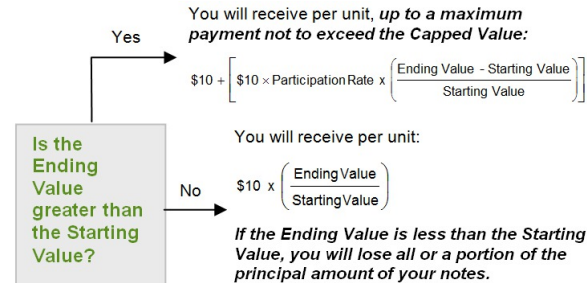 You will receive per unit, up to a maximum
payment not to exceed the Capped Value:
Yes
$10 + [$10 × Participation Rate x (Ending Value - Starting Value / Starting Value)]
Is the
Ending
Value
greater than
the Starting
Value?
No
You will receive per unit:
$10 x (Ending Value / Starting Value)
If the Ending Value is less than the Starting
Value, you will lose all or a portion of the
principal amount of your notes.